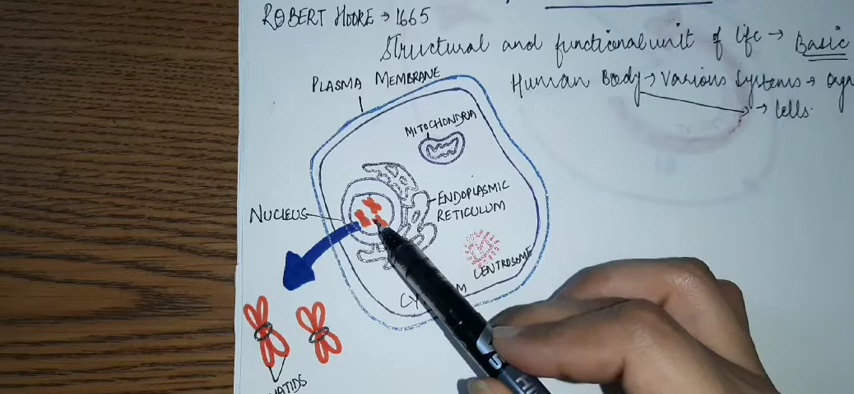 ROBERT HOOKE → 1665
Structural and functional unit of life → Basic
Human Body → Various Systems →
→ Cells.
PLASMA MEMBRANE
MITOCHONDRIA
ENDOPLASMIC
RETICULUM
NUCLEUS
CENTROSOME